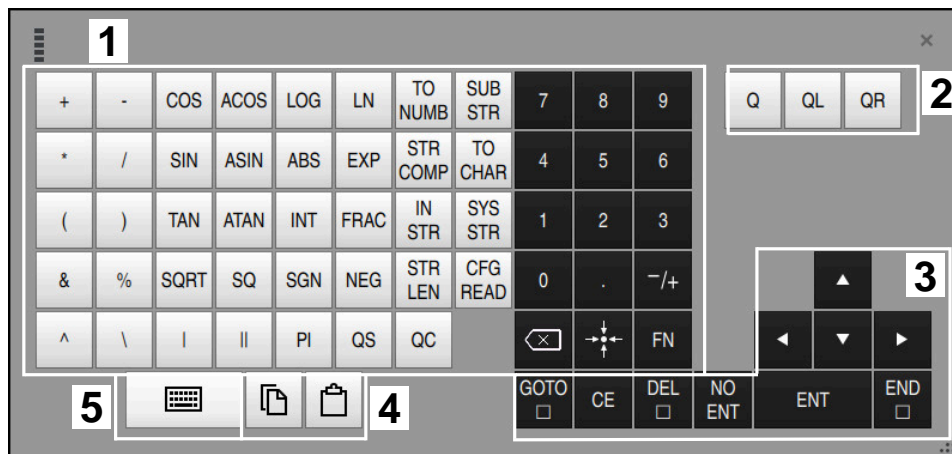 1
×
+ - COS ACOS LOG LN TO NUMB SUB STR 7 8 9 Q QL QR 2
* / SIN ASIN ABS EXP STR COMP TO CHAR 4 5 6
( ) TAN ATAN INT FRAC IN STR SYS STR 1 2 3
& % SQRT SQ SGN NEG STR LEN CFG READ 0 . −/+ 3
^ \ | || PI QS QC FN
5 4 GOTO □ CE DEL □ NO ENT ENT END □